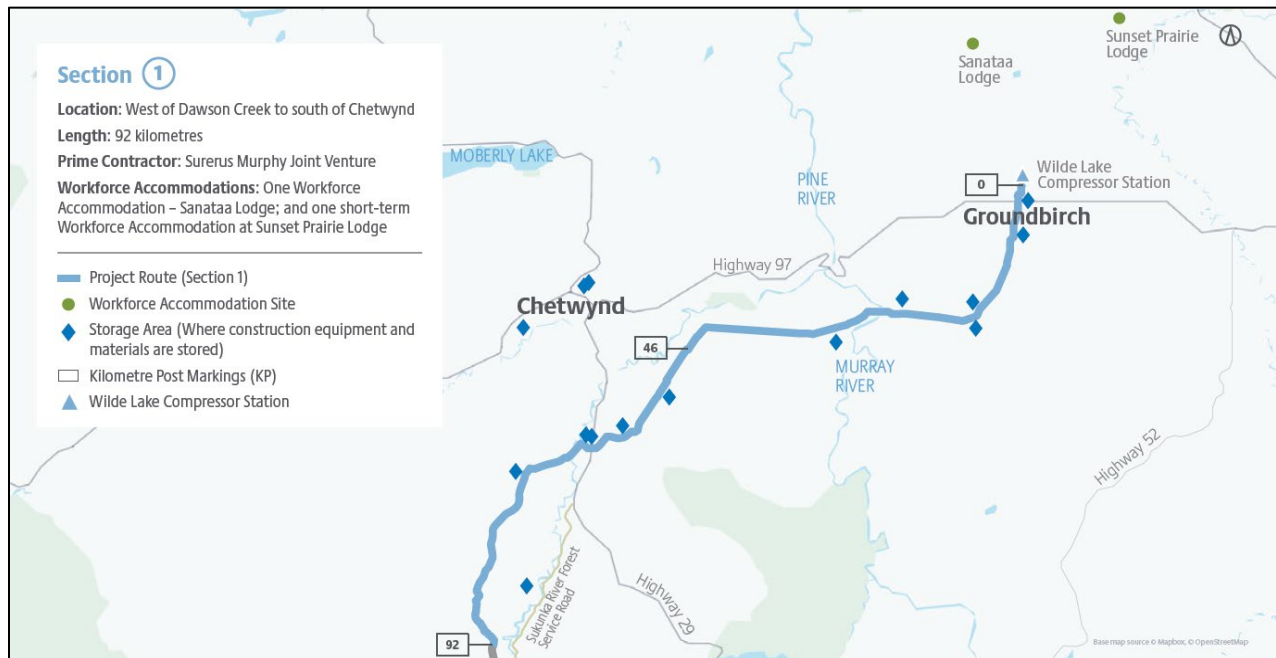 Section 1
Location: West of Dawson Creek to south of Chetwynd
Length: 92 kilometres
Prime Contractor: Surerus Murphy Joint Venture
Workforce Accommodations: One Workforce
Accommodation – Sanataa Lodge; and one short-term
Workforce Accommodation at Sunset Prairie Lodge
Project Route (Section 1)
Workforce Accommodation Site
Storage Area (Where construction equipment and
materials are stored)
Kilometre Post Markings (KP)
Wilde Lake Compressor Station
Sunset Prairie
Lodge
Sanataa
Lodge
MOBERLY LAKE
PINE
RIVER
Wilde Lake
Compressor Station
0
Groundbirch
Highway 97
Chetwynd
46
MURRAY
RIVER
Highway 52
Sukunka River Forest
Service Road
Highway 29
92
Base map source © Mapbox, © OpenStreetMap